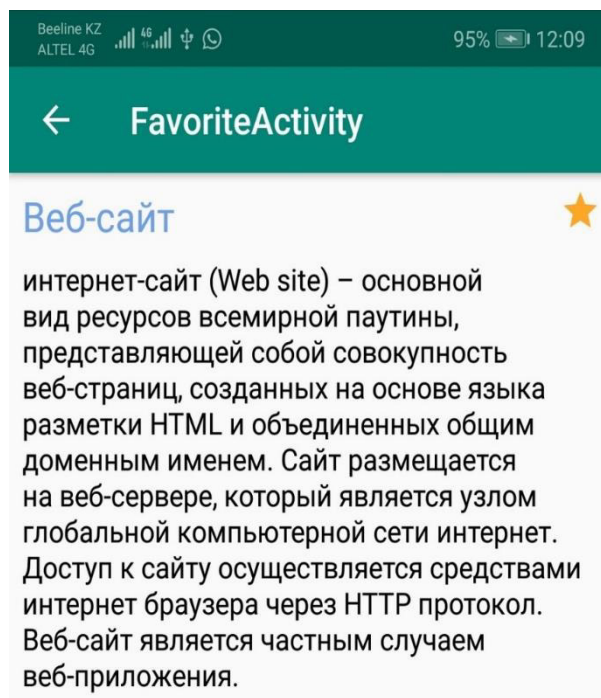 Beeline KZ
ALTEL 4G
4G
95%
12:09
FavoriteActivity
Веб-сайт
интернет-сайт (Web site) – основной
вид ресурсов всемирной паутины,
представляющей собой совокупность
веб-страниц, созданных на основе языка
разметки HTML и объединенных общим
доменным именем. Сайт размещается
на веб-сервере, который является узлом
глобальной компьютерной сети интернет.
Доступ к сайту осуществляется средствами
интернет браузера через HTTP протокол.
Веб-сайт является частным случаем
веб-приложения.